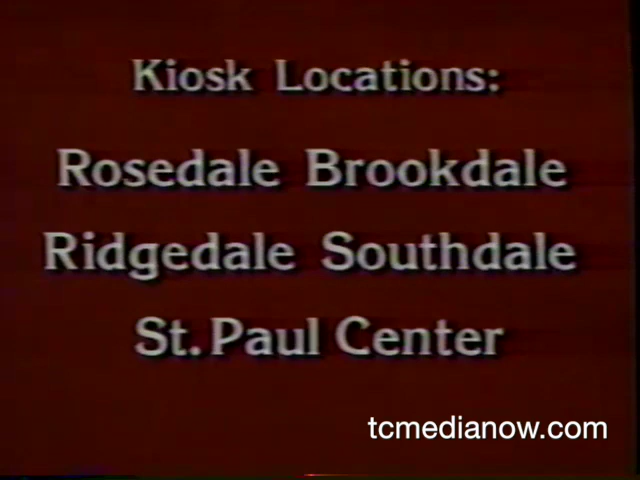 Kiosk Locations:
Rosedale Brookdale
Ridgedale Southdale
St. Paul Center
tcmedianow.com